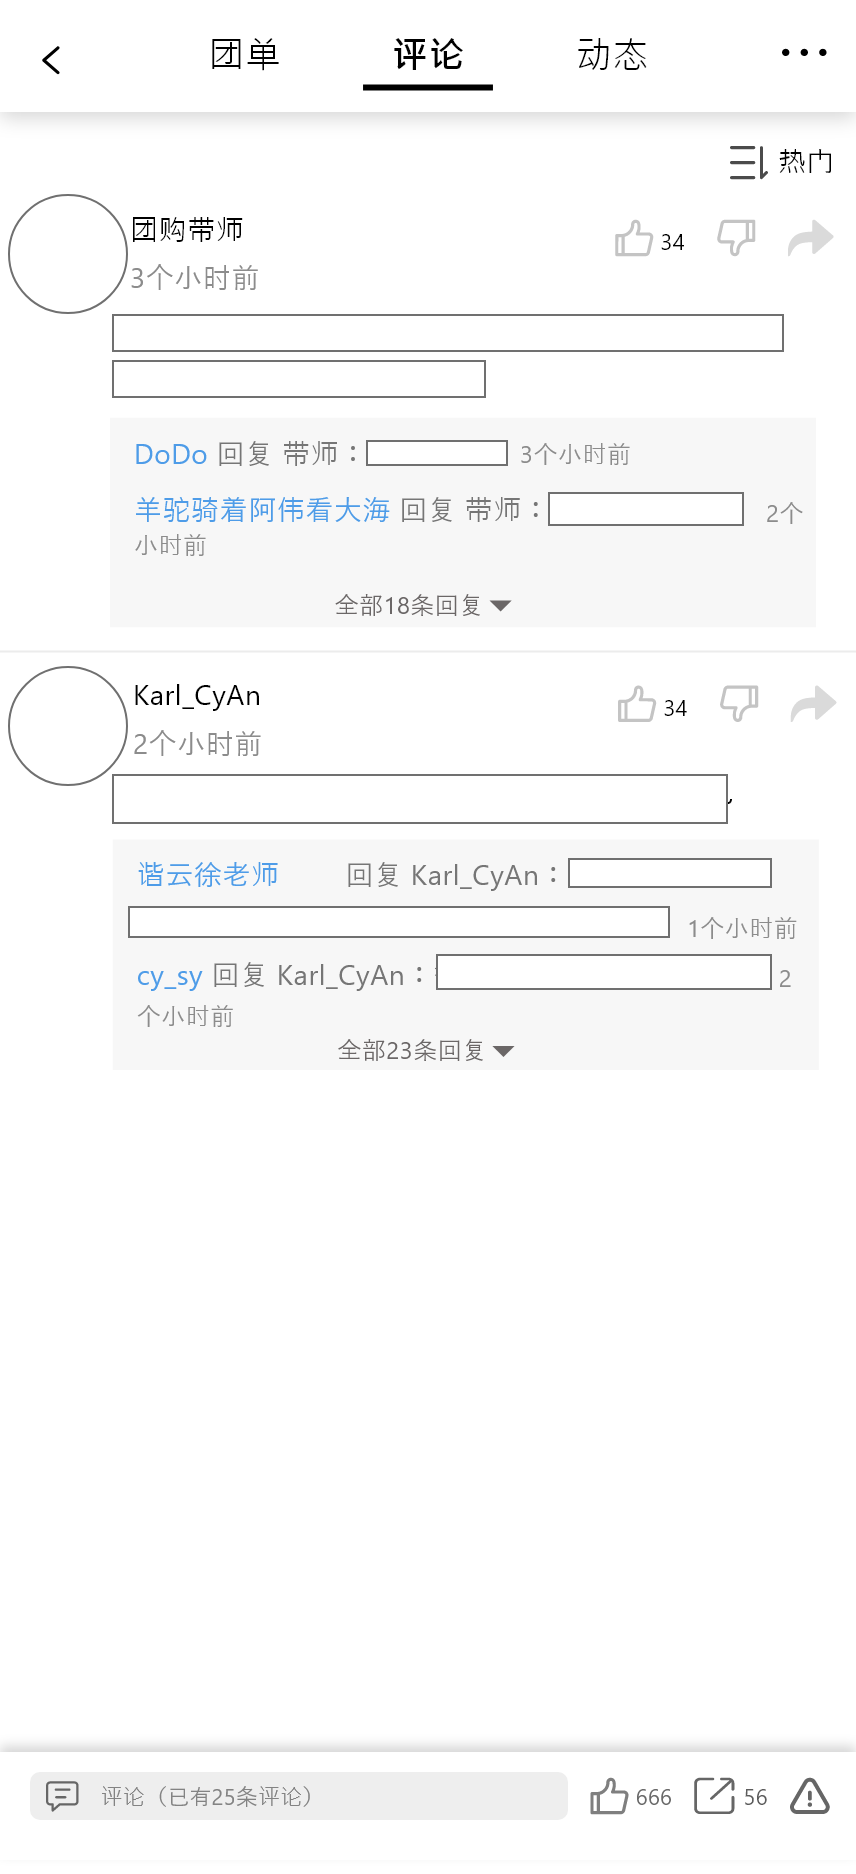 团单 评论 动态
热门
团购带师 34
3个小时前
DoDo 回复 带师： 3个小时前
羊驼骑着阿伟看大海 回复 带师： 2个
小时前
全部18条回复
Karl_CyAn 34
2个小时前
,
谐云徐老师 回复 Karl_CyAn：
1个小时前
cy_sy 回复 Karl_CyAn： 2
个小时前
全部23条回复
评论（已有25条评论） 666 56